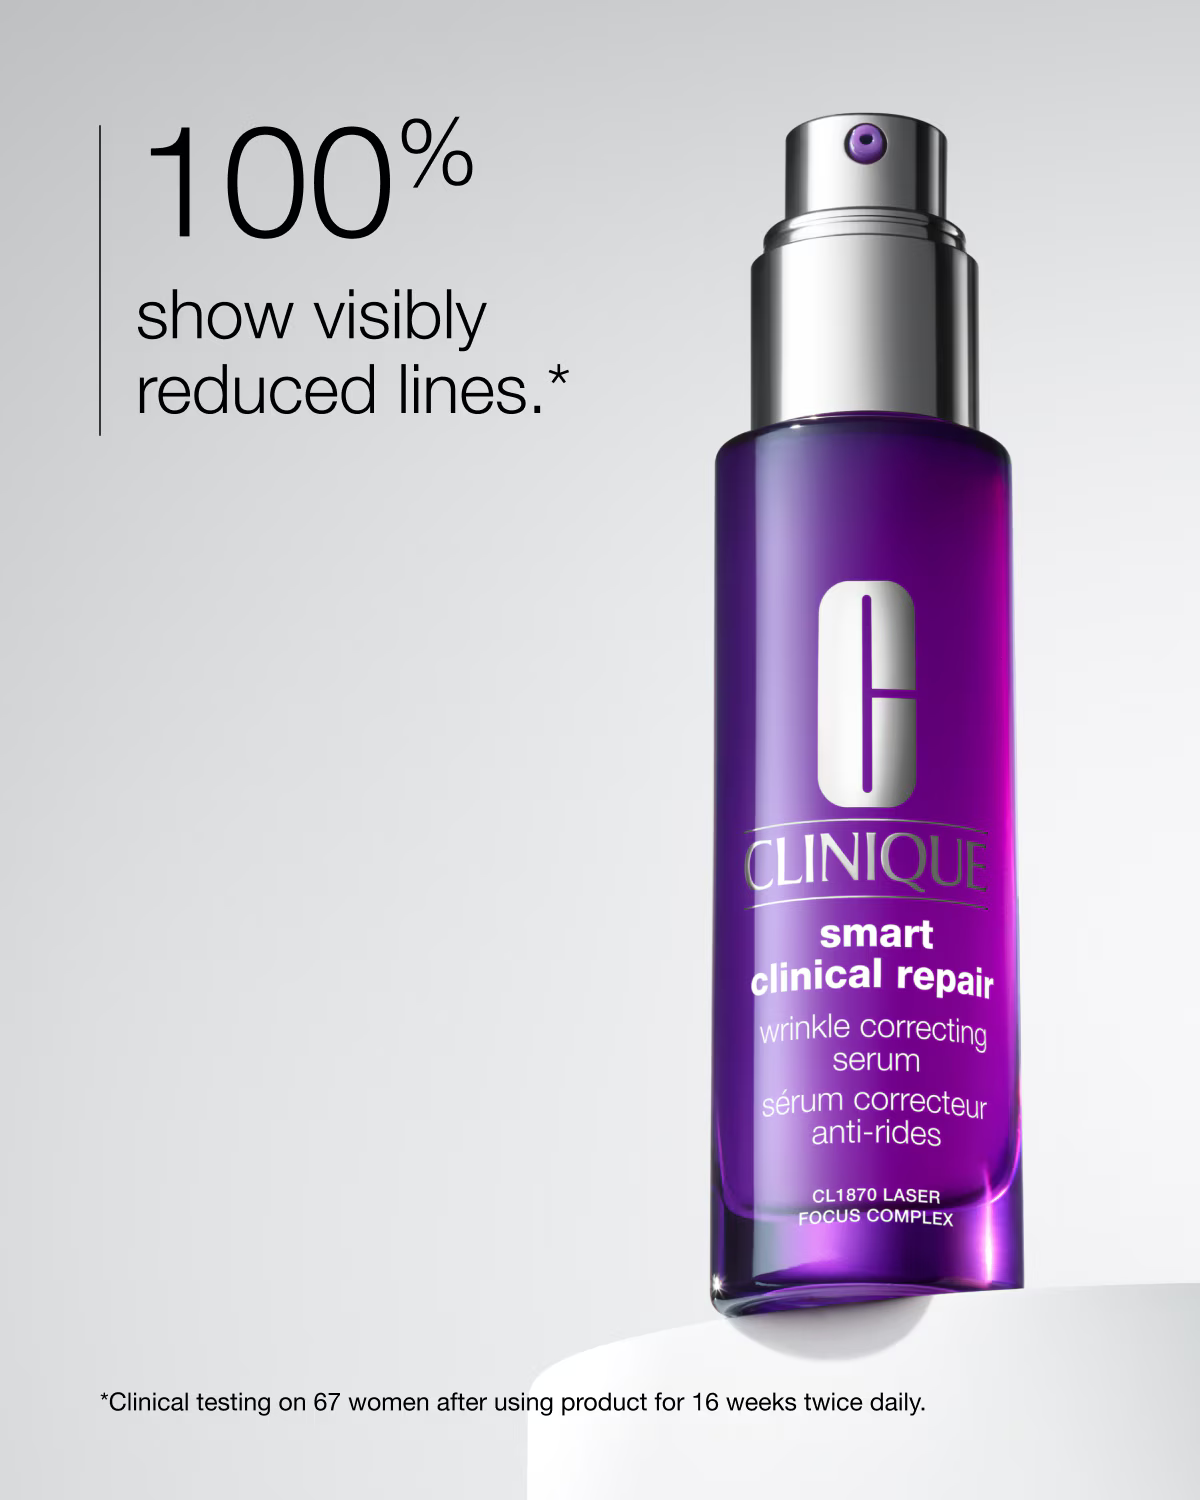 100%
show visibly
reduced lines.*
CLINIQUE
smart
clinical repair
wrinkle correcting
serum
sérum correcteur
anti-rides
CL1870 LASER
FOCUS COMPLEX
*Clinical testing on 67 women after using product for 16 weeks twice daily.